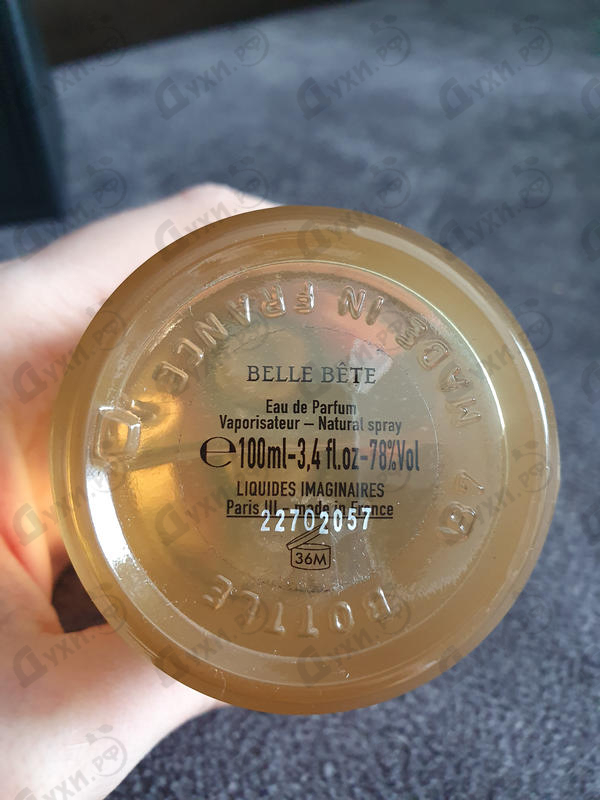 BELLE BÊTE
Eau de Parfum
Vaporisateur – Natural spray
℮100ml-3,4 fl.oz-78%Vol
LIQUIDES IMAGINAIRES
Paris III - made in France
22702057
36M
BOTTLE MADE IN FRANCE
Духи.РФ